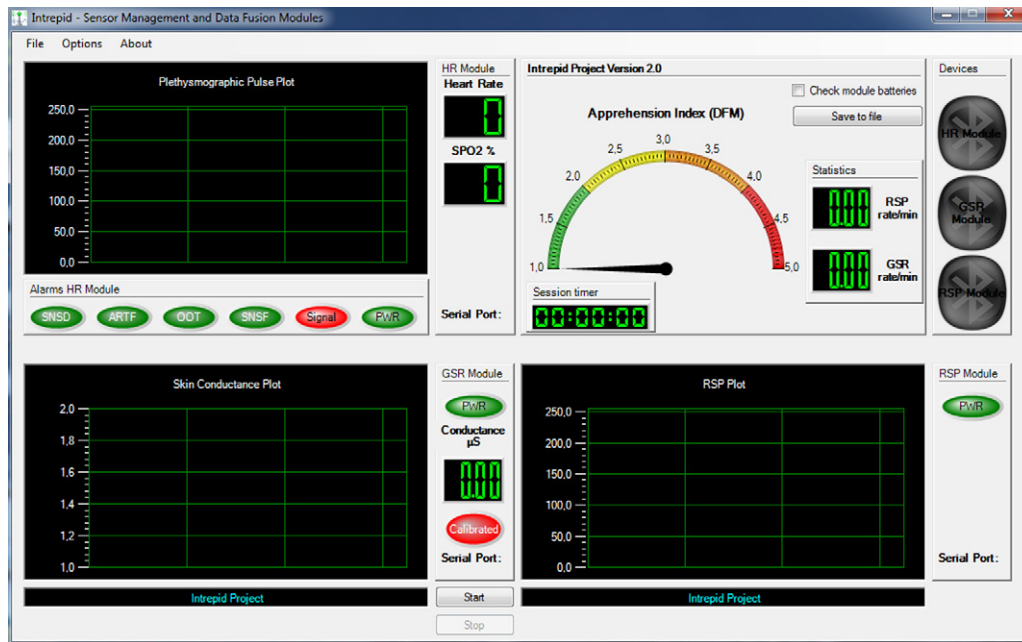 Intrepid - Sensor Management and Data Fusion Modules
File Options About
Plethysmographic Pulse Plot
250,0
200,0
150,0
100,0
50,0
0,0
Alarms HR Module
SNSD ARTF OOT SNSF Signal PWR
HR Module
Heart Rate
0
SPO2 %
0
Serial Port:
Intrepid Project Version 2.0
Check module batteries
Save to file
Apprehension Index (DFM)
1,0
1,5
2,0
2,5
3,0
3,5
4,0
4,5
5,0
Session timer
00:00:00
Statistics
0.00 RSP
rate/min
0.00 GSR
rate/min
Devices
HR Module
GSR
Module
RSP Module
Skin Conductance Plot
2,0
1,8
1,6
1,4
1,2
1,0
Intrepid Project
GSR Module
PWR
Conductance
µS
0.00
Calibrated
Serial Port:
Start
Stop
RSP Plot
250,0
200,0
150,0
100,0
50,0
0,0
Intrepid Project
RSP Module
PWR
Serial Port: